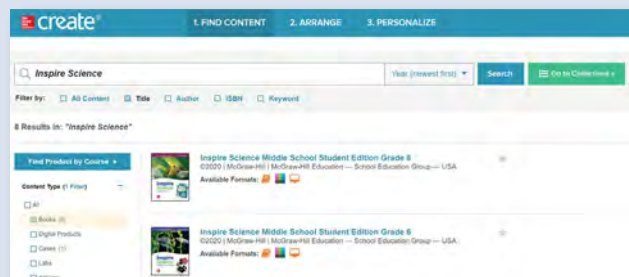 create®
1. FIND CONTENT 2. ARRANGE 3. PERSONALIZE
Inspire Science Year (newest first) Search Go to Collections »
Filter by: All Content Title Author ISBN Keyword
8 Results in: "Inspire Science"
Find Product by Course
Content Type (1 Filter)
All
Books
Digital Products
Cases
Labs
Inspire Science Middle School Student Edition Grade 8
©2020 | McGraw-Hill | McGraw-Hill Education — School Education Group — USA
Available Formats:
Inspire Science Middle School Student Edition Grade 6
©2020 | McGraw-Hill | McGraw-Hill Education — School Education Group — USA
Available Formats: